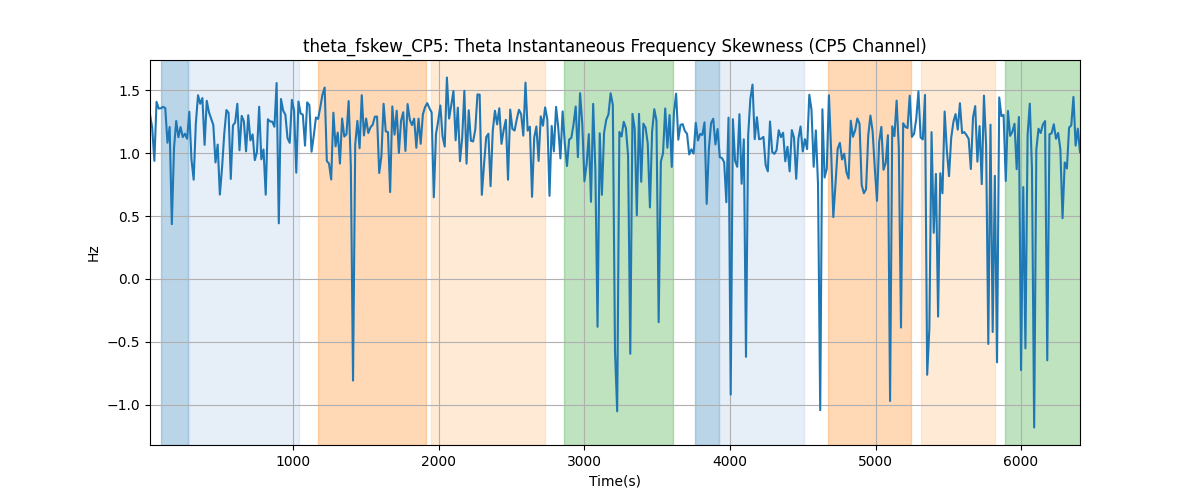 theta_fskew_CP5: Theta Instantaneous Frequency Skewness (CP5 Channel)
1.5
1.0
0.5
0.0
−0.5
−1.0
Hz
1000 2000 3000 4000 5000 6000
Time(s)